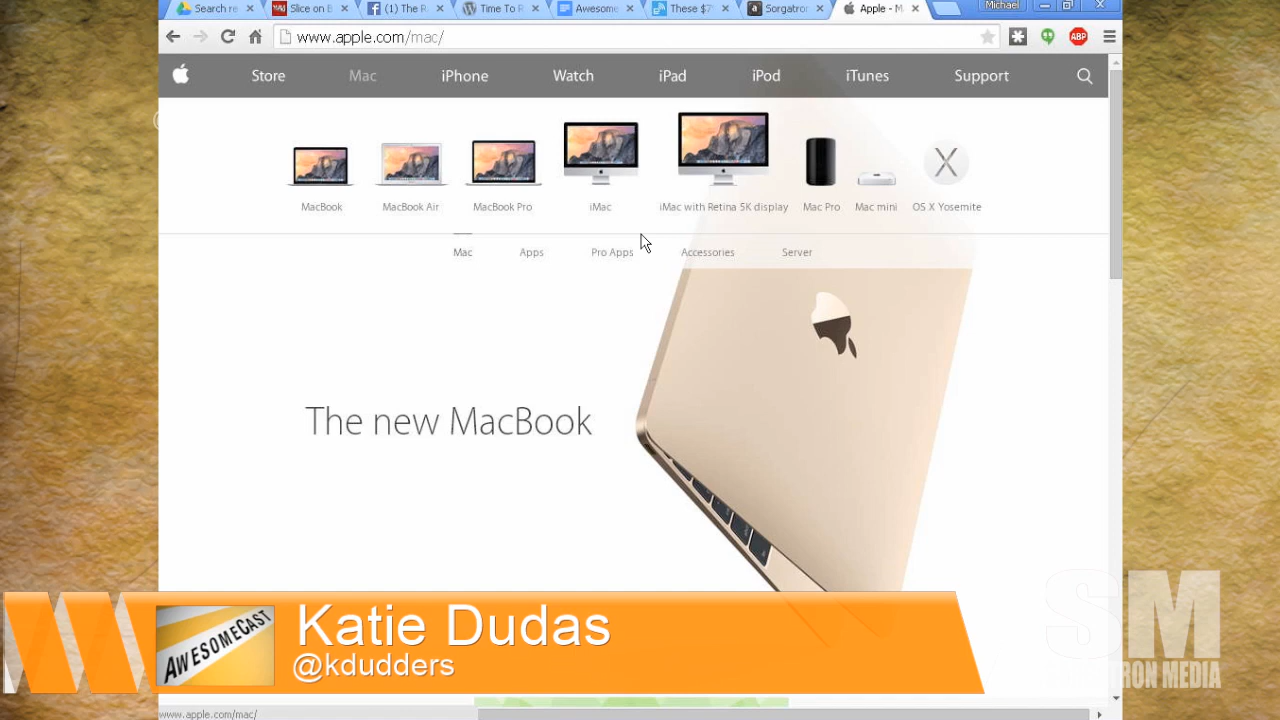 Search re
Slice on B
(1) The R
Time To R
Awesome
These $7
Sorgatron
Apple - M
Michael
www.apple.com/mac/
ABP
Store
Mac
iPhone
Watch
iPad
iPod
iTunes
Support
MacBook
MacBook Air
MacBook Pro
iMac
iMac with Retina 5K display
Mac Pro
Mac mini
OS X Yosemite
Mac
Apps
Pro Apps
Accessories
Server
The new MacBook
AWESOMECAST
Katie Dudas
@kdudders
SM
TRON MEDIA
www.apple.com/mac/